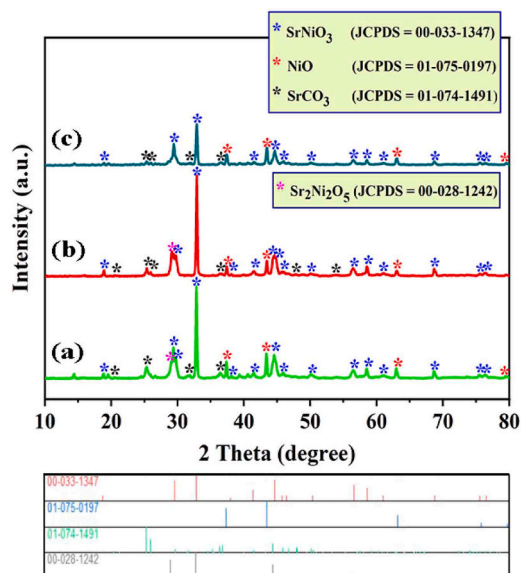 * SrNiO₃ (JCPDS = 00-033-1347)
* NiO (JCPDS = 01-075-0197)
* SrCO₃ (JCPDS = 01-074-1491)
(c)
* Sr₂Ni₂O₅ (JCPDS = 00-028-1242)
(b)
(a)
Intensity (a.u.)
10 20 30 40 50 60 70 80
2 Theta (degree)
00-033-1347
01-075-0197
01-074-1491
00-028-1242